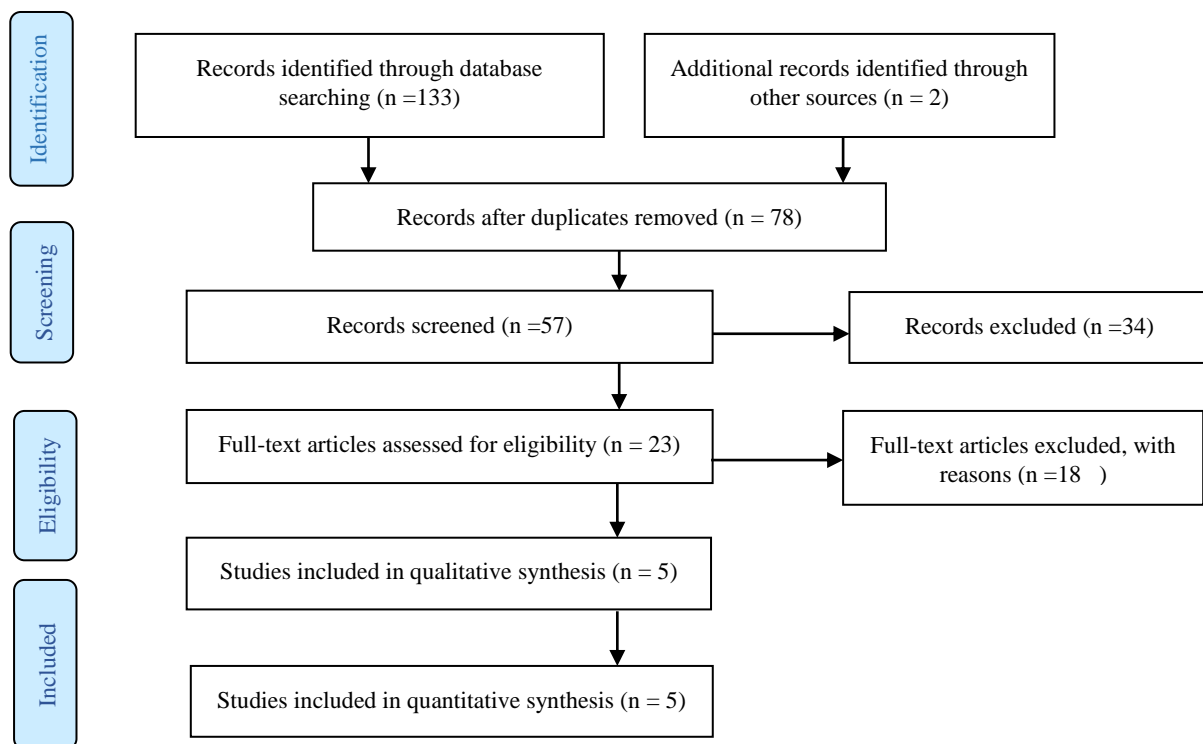 Identification
Records identified through database
searching (n =133)
Additional records identified through
other sources (n = 2)
Records after duplicates removed (n = 78)
Screening
Records screened (n =57)
Records excluded (n =34)
Eligibility
Full-text articles assessed for eligibility (n = 23)
Full-text articles excluded, with
reasons (n =18 )
Studies included in qualitative synthesis (n = 5)
Included
Studies included in quantitative synthesis (n = 5)